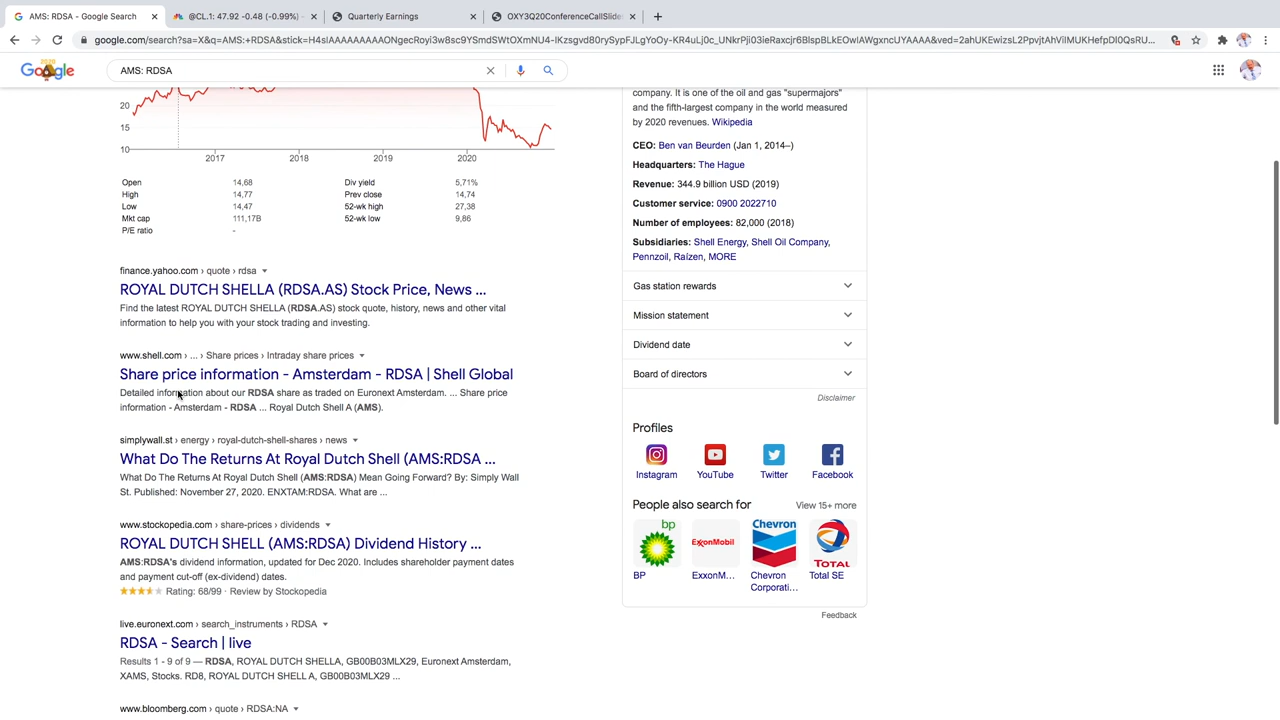 AMS: RDSA - Google Search
@CL.1: 47.92 -0.48 (-0.99%)
Quarterly Earnings
OXY3Q20ConferenceCallSlide
AMS: RDSA
company. It is one of the oil and gas "supermajors"
and the fifth-largest company in the world measured
by 2020 revenues. Wikipedia
20
15
10
2017 2018 2019 2020
Open 14,68 Div yield 5,71%
High 14,77 Prev close 14,74
Low 14,47 52-wk high 27,38
Mkt cap 111,17B 52-wk low 9,86
P/E ratio -
CEO: Ben van Beurden (Jan 1, 2014–)
Headquarters: The Hague
Revenue: 344.9 billion USD (2019)
Customer service: 0900 2022710
Number of employees: 82,000 (2018)
Subsidiaries: Shell Energy, Shell Oil Company,
Pennzoil, Raízen, MORE
Gas station rewards
Mission statement
Dividend date
Board of directors
Disclaimer
finance.yahoo.com › quote › rdsa
ROYAL DUTCH SHELLA (RDSA.AS) Stock Price, News ...
Find the latest ROYAL DUTCH SHELLA (RDSA.AS) stock quote, history, news and other vital
information to help you with your stock trading and investing.
www.shell.com › ... › Share prices › Intraday share prices
Share price information - Amsterdam - RDSA | Shell Global
Detailed information about our RDSA share as traded on Euronext Amsterdam. ... Share price
information - Amsterdam - RDSA ... Royal Dutch Shell A (AMS).
simplywall.st › energy › royal-dutch-shell-shares › news
What Do The Returns At Royal Dutch Shell (AMS:RDSA ...
What Do The Returns At Royal Dutch Shell (AMS:RDSA) Mean Going Forward? By: Simply Wall
St. Published: November 27, 2020. ENXTAM:RDSA. What are ...
www.stockopedia.com › share-prices › dividends
ROYAL DUTCH SHELL (AMS:RDSA) Dividend History ...
AMS:RDSA's dividend information, updated for Dec 2020. Includes shareholder payment dates
and payment cut-off (ex-dividend) dates.
Rating: 68/99 · Review by Stockopedia
live.euronext.com › search_instruments › RDSA
RDSA - Search | live
Results 1 - 9 of 9 — RDSA, ROYAL DUTCH SHELLA, GB00B03MLX29, Euronext Amsterdam,
XAMS, Stocks. RD8, ROYAL DUTCH SHELL A, GB00B03MLX29 ...
www.bloomberg.com › quote › RDSA:NA
Profiles
Instagram YouTube Twitter Facebook
People also search for View 15+ more
bp
ExxonMobil
Chevron
TOTAL
BP ExxonM... Chevron Total SE
Corporati...
Feedback